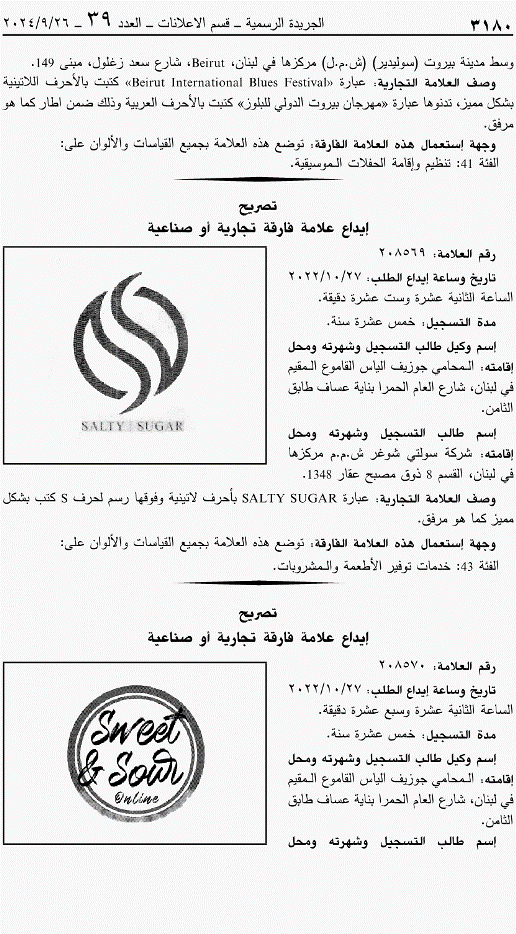 ٣١٨٠ الجريدة الرسمية ــ قسم الاعلانات ــ العدد ٣٩ ــ ٢٠٢٤/٩/٢٦
وسط مدينة بيروت (سوليدير) (ش.م.ل) مركزها في لبنان، Beirut، شارع سعد زغلول، مبنى 149.
وصف العلامة التجارية: عبارة «Beirut International Blues Festival» كتبت بالأحرف اللاتينية
بشكل مميز، تدنوها عبارة «مهرجان بيروت الدولي للبلوز» كتبت بالأحرف العربية وذلك ضمن اطار كما هو
مرفق.
وجهة إستعمال هذه العلامة الفارقة: توضع هذه العلامة بجميع القياسات والألوان على:
الفئة 41: تنظيم وإقامة الحفلات الموسيقية.
تصريح
إيداع علامة فارقة تجارية أو صناعية
رقم العلامة: ٢٠٨٥٦٩
تاريخ وساعة إيداع الطلب: ٢٠٢٢/١٠/٢٧
الساعة الثانية عشرة وست عشرة دقيقة.
مدة التسجيل: خمس عشرة سنة.
إسم وكيل طالب التسجيل وشهرته ومحل
إقامته: المحامي جوزيف الياس القاموع المقيم
في لبنان، شارع العام الحمرا بناية عساف طابق
الثامن.
إسم طالب التسجيل وشهرته ومحل
إقامته: شركة سولتي شوغر ش.م.م مركزها
في لبنان، القسم 8 ذوق مصبح عقار 1348.
SALTY SUGAR
وصف العلامة التجارية: عبارة SALTY SUGAR بأحرف لاتينية وفوقها رسم لحرف S كتب بشكل
مميز كما هو مرفق.
وجهة إستعمال هذه العلامة الفارقة: توضع هذه العلامة بجميع القياسات والألوان على:
الفئة 43: خدمات توفير الأطعمة والمشروبات.
تصريح
إيداع علامة فارقة تجارية أو صناعية
رقم العلامة: ٢٠٨٥٧٠
تاريخ وساعة إيداع الطلب: ٢٠٢٢/١٠/٢٧
الساعة الثانية عشرة وسبع عشرة دقيقة.
مدة التسجيل: خمس عشرة سنة.
إسم وكيل طالب التسجيل وشهرته ومحل
إقامته: المحامي جوزيف الياس القاموع المقيم
في لبنان، شارع العام الحمرا بناية عساف طابق
الثامن.
إسم طالب التسجيل وشهرته ومحل
Sweet
& Sour
Online